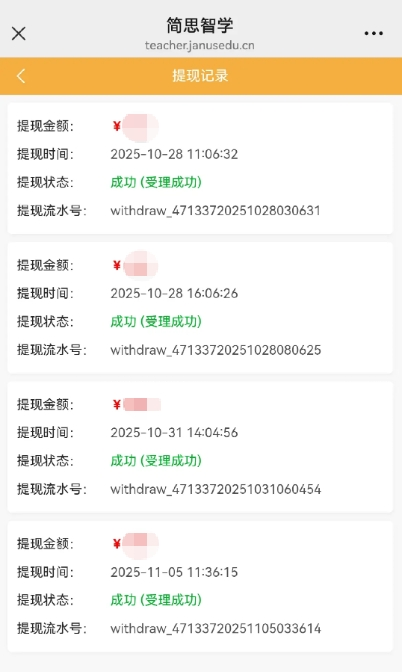 简思智学
teacher.janusedu.cn
提现记录
提现金额： ¥
提现时间： 2025-10-28 11:06:32
提现状态： 成功 (受理成功)
提现流水号： withdraw_47133720251028030631
提现金额： ¥
提现时间： 2025-10-28 16:06:26
提现状态： 成功 (受理成功)
提现流水号： withdraw_47133720251028080625
提现金额： ¥
提现时间： 2025-10-31 14:04:56
提现状态： 成功 (受理成功)
提现流水号： withdraw_47133720251031060454
提现金额： ¥
提现时间： 2025-11-05 11:36:15
提现状态： 成功 (受理成功)
提现流水号： withdraw_47133720251105033614